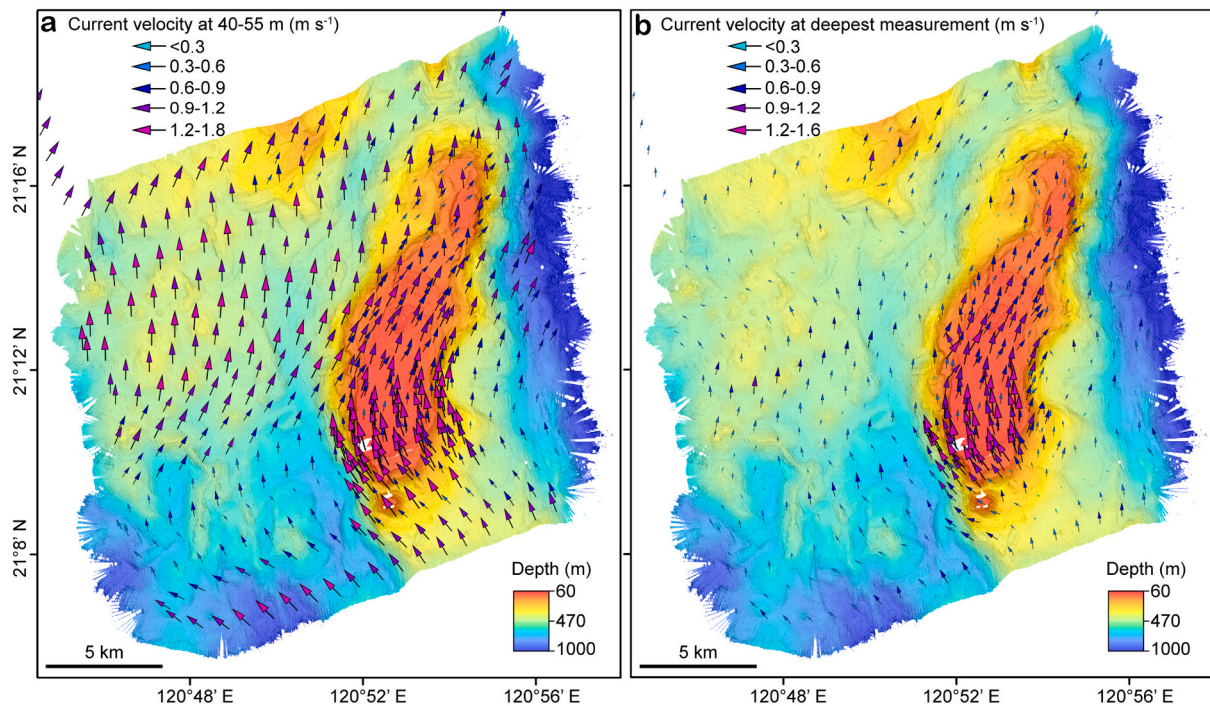 a Current velocity at 40-55 m (m s⁻¹)
<0.3
0.3-0.6
0.6-0.9
0.9-1.2
1.2-1.8
21°16' N
21°12' N
21°8' N
Depth (m)
60
470
1000
5 km
120°48' E
120°52' E
120°56' E
b Current velocity at deepest measurement (m s⁻¹)
<0.3
0.3-0.6
0.6-0.9
0.9-1.2
1.2-1.6
Depth (m)
60
470
1000
5 km
120°48' E
120°52' E
120°56' E